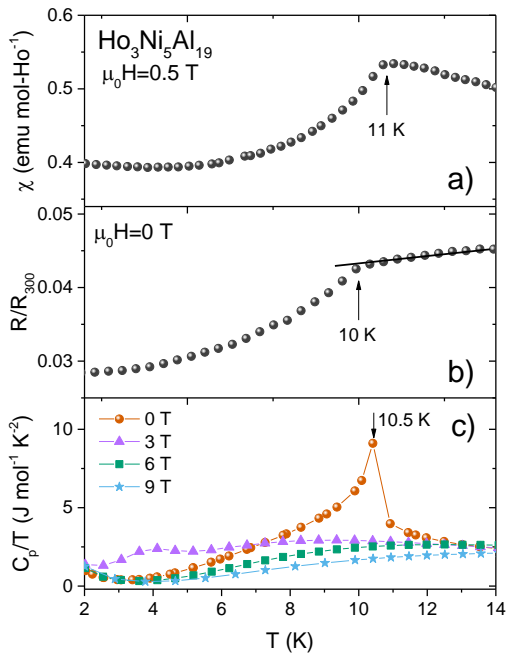 Ho₃Ni₅Al₁₉
μ₀H=0.5 T
0.6
0.5
0.4
χ (emu mol-Ho⁻¹)
11 K
a)
μ₀H=0 T
0.05
0.04
0.03
R/R₃₀₀
10 K
b)
0 T
3 T
6 T
9 T
10.5 K
c)
10
5
0
Cₚ/T (J mol⁻¹ K⁻²)
2 4 6 8 10 12 14
T (K)